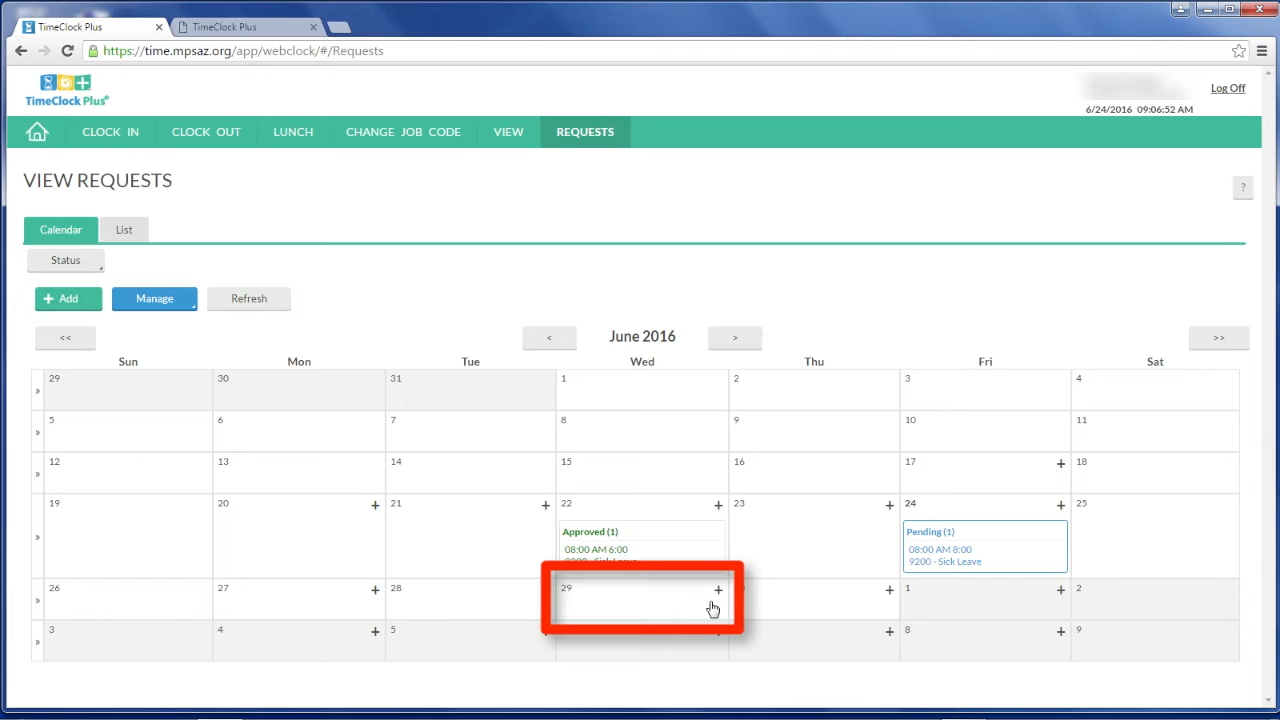 TimeClock Plus
TimeClock Plus
https://time.mpsaz.org/app/webclock/#/Requests
TimeClock Plus®
Log Off
6/24/2016 09:06:52 AM
CLOCK IN CLOCK OUT LUNCH CHANGE JOB CODE VIEW REQUESTS
VIEW REQUESTS
?
Calendar List
Status
+ Add Manage Refresh
<< < June 2016 > >>
Sun Mon Tue Wed Thu Fri Sat
» 29 30 31 1 2 3 4
» 5 6 7 8 9 10 11
» 12 13 14 15 16 17 + 18
19 20 + 21 + 22 + 23 + 24 + 25
Approved (1) Pending (1)
» 08:00 AM 6:00 08:00 AM 8:00
9200 - Sick Leave 9200 - Sick Leave
» 26 27 + 28 29 + + 1 + 2
» 3 4 + 5 + 8 + 9